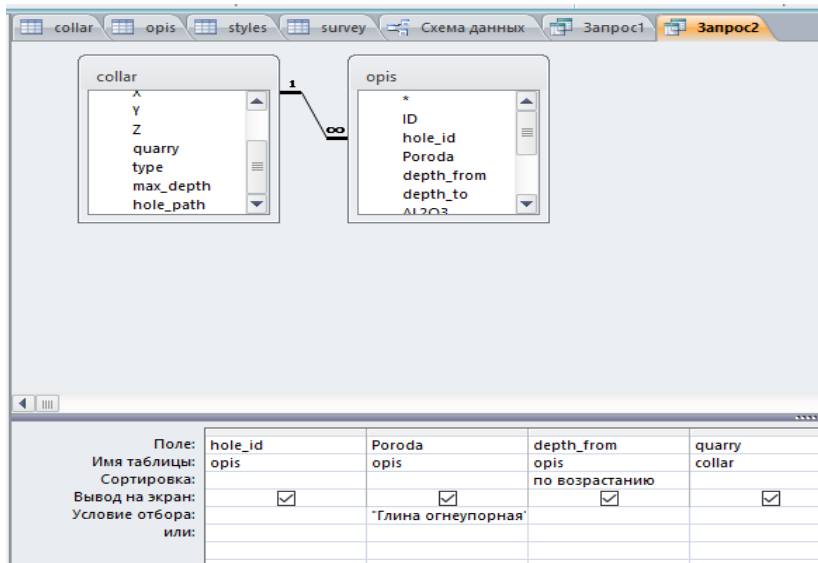 collar opis styles survey Схема данных Запрос1 Запрос2
collar
X
Y
Z
quarry
type
max_depth
hole_path
1
∞
opis
*
ID
hole_id
Poroda
depth_from
depth_to
AL2O3
Поле: hole_id Poroda depth_from quarry
Имя таблицы: opis opis opis collar
Сортировка: по возрастанию
Вывод на экран:
Условие отбора: "Глина огнеупорная"
или: